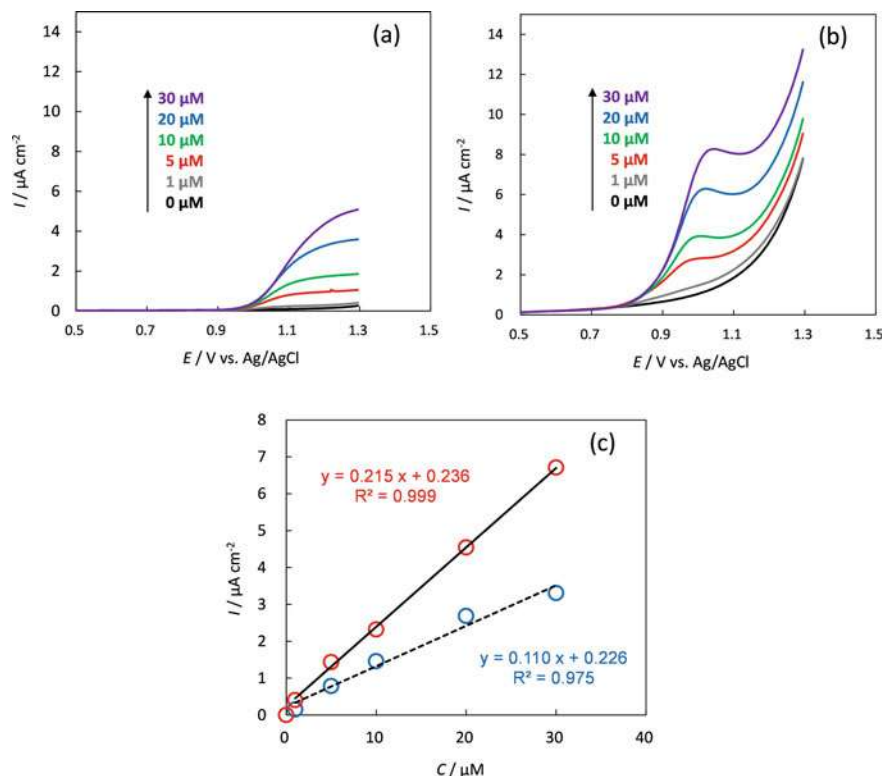 (a)
14
12
10
8
6
4
2
0
I / µA cm⁻²
30 µM
20 µM
10 µM
5 µM
1 µM
0 µM
0.5 0.7 0.9 1.1 1.3 1.5
E / V vs. Ag/AgCl
(b)
14
12
10
8
6
4
2
0
I / µA cm⁻²
30 µM
20 µM
10 µM
5 µM
1 µM
0 µM
0.5 0.7 0.9 1.1 1.3 1.5
E / V vs. Ag/AgCl
(c)
8
7
6
5
4
3
2
1
0
I / µA cm⁻²
y = 0.215 x + 0.236
R² = 0.999
y = 0.110 x + 0.226
R² = 0.975
0 10 20 30 40
C / µM